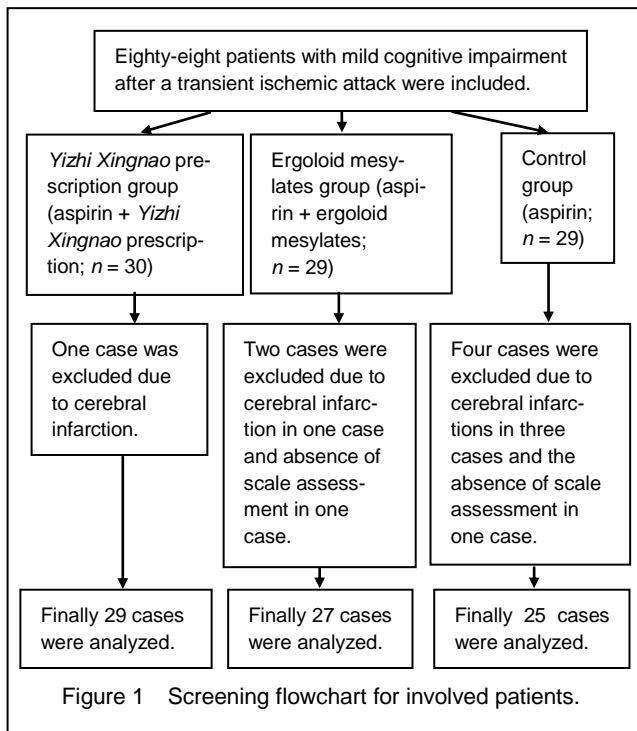 Eighty-eight patients with mild cognitive impairment
after a transient ischemic attack were included.
Yizhi Xingnao pre-
scription group
(aspirin + Yizhi
Xingnao prescrip-
tion; n = 30)
Ergoloid mesy-
lates group (aspi-
rin + ergoloid
mesylates;
n = 29)
Control
group
(aspirin;
n = 29)
One case was
excluded due
to cerebral
infarction.
Two cases were
excluded due to
cerebral infarc-
tion in one case
and absence of
scale assess-
ment in one
case.
Four cases were
excluded due to
cerebral infarc-
tions in three
cases and the
absence of scale
assessment in
one case.
Finally 29 cases
were analyzed.
Finally 27 cases
were analyzed.
Finally 25 cases
were analyzed.
Figure 1 Screening flowchart for involved patients.